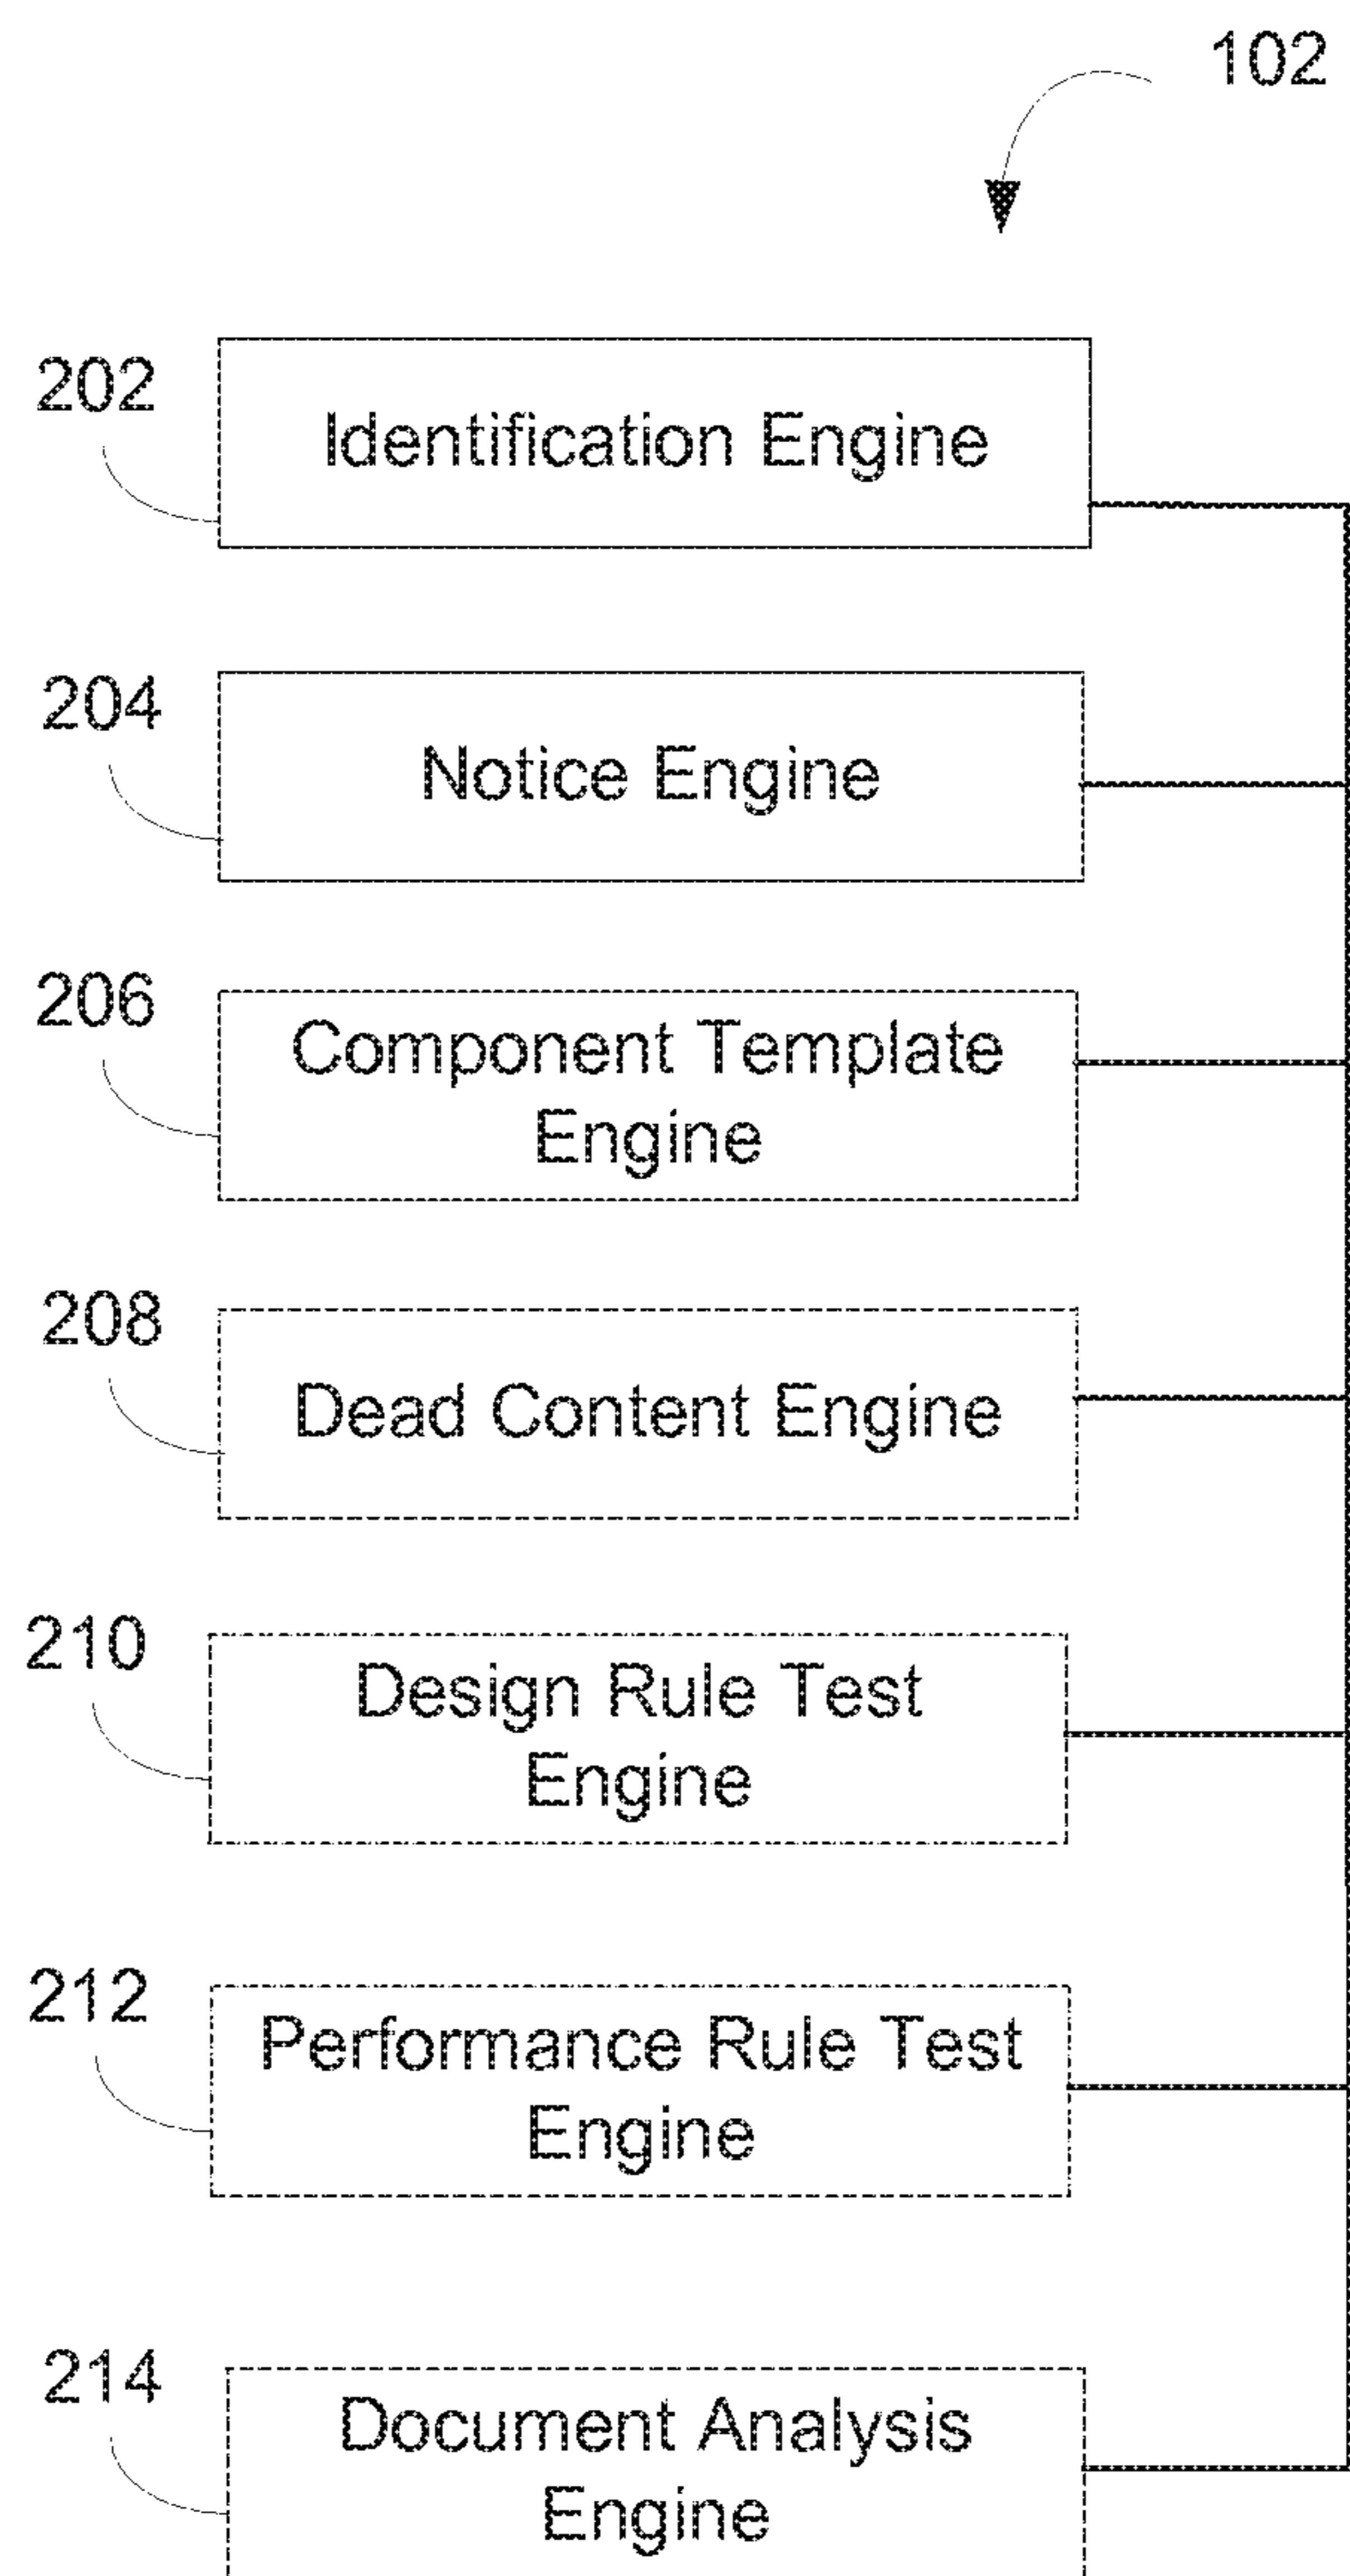 102
202
Identification Engine
204
Notice Engine
206
Component Template
Engine
208
Dead Content Engine
210
Design Rule Test
Engine
212
Performance Rule Test
Engine
214
Document Analysis
Engine